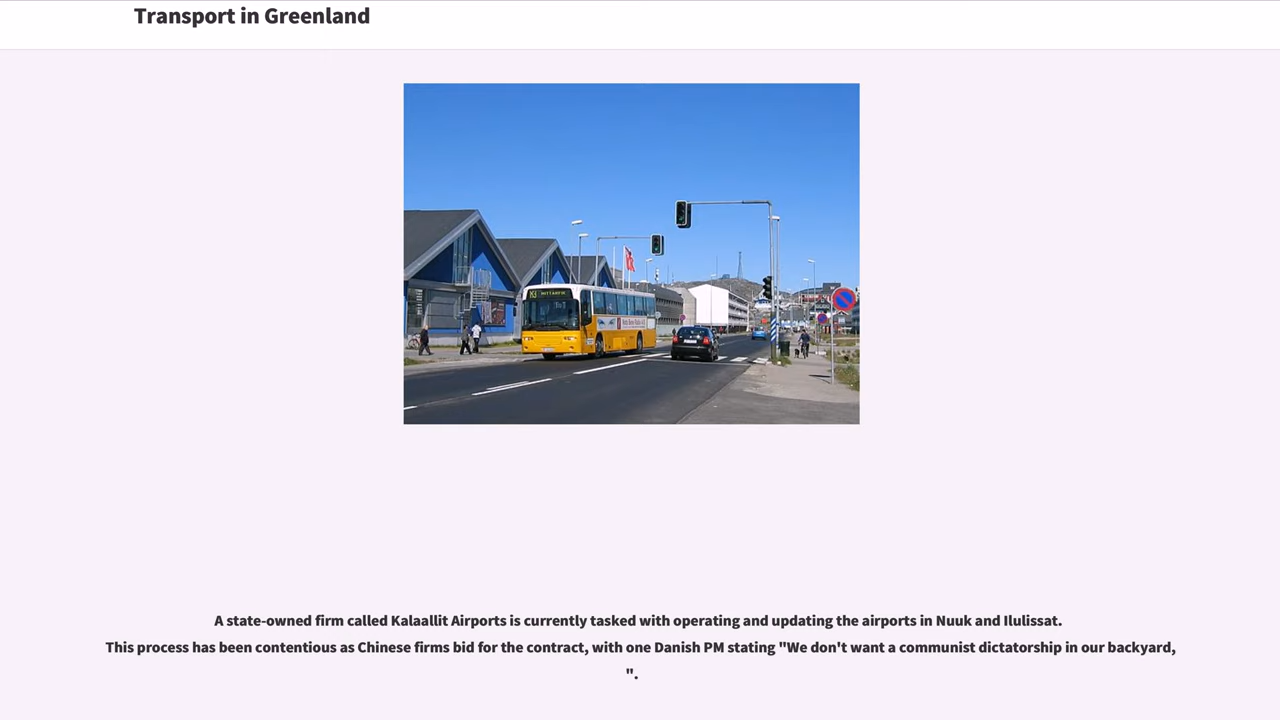 Transport in Greenland
A state-owned firm called Kalaallit Airports is currently tasked with operating and updating the airports in Nuuk and Ilulissat.
This process has been contentious as Chinese firms bid for the contract, with one Danish PM stating "We don't want a communist dictatorship in our backyard,
".